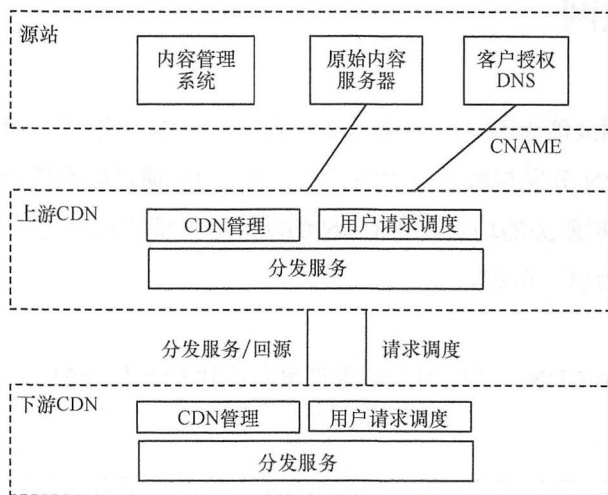 源站
内容管理
系统
原始内容
服务器
客户授权
DNS
CNAME
上游CDN
CDN管理
用户请求调度
分发服务
分发服务/回源
请求调度
下游CDN
CDN管理
用户请求调度
分发服务